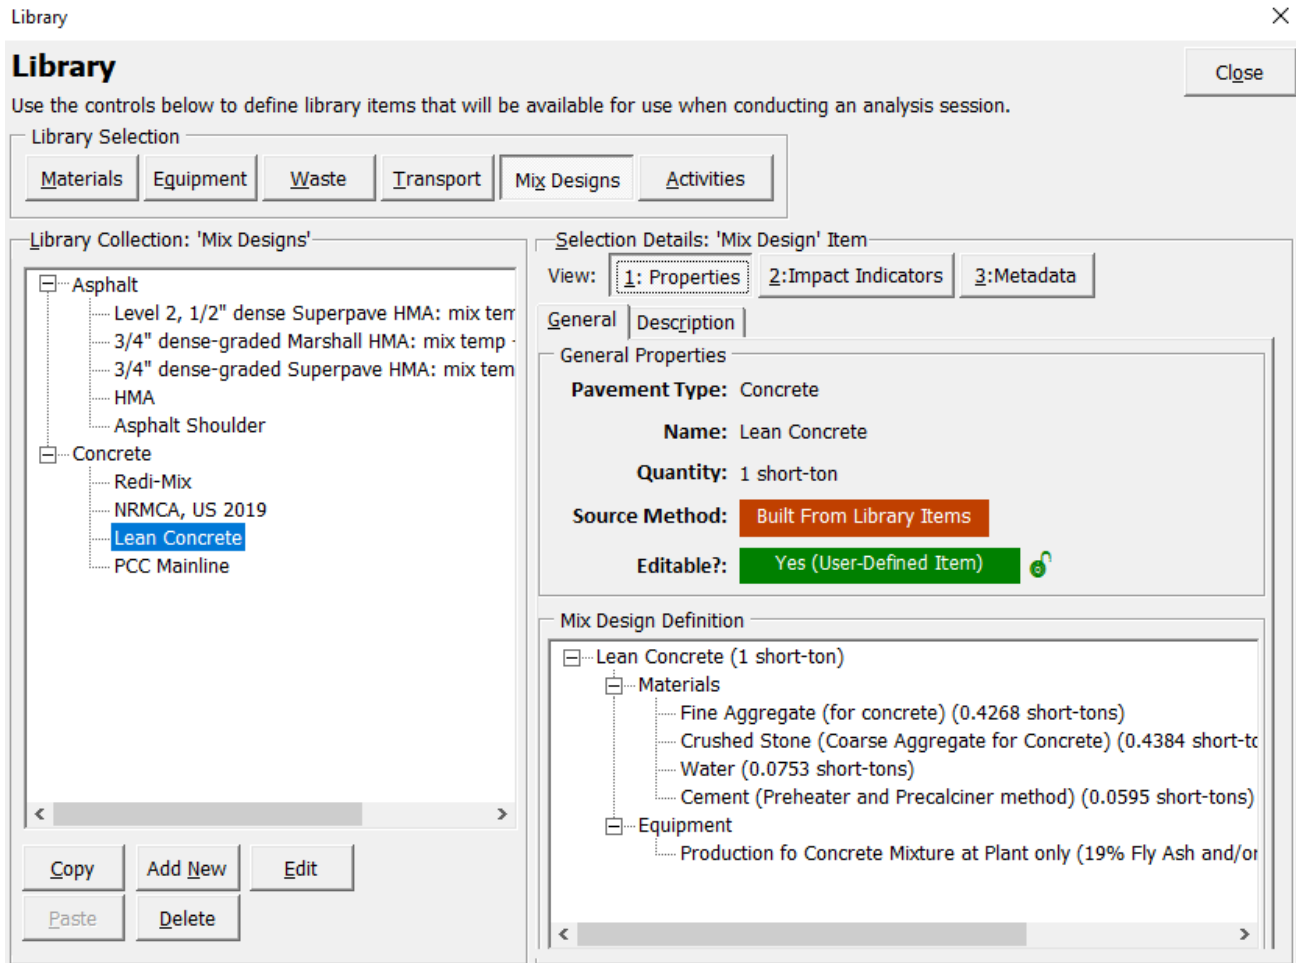 Library
Library
Close
Use the controls below to define library items that will be available for use when conducting an analysis session.
Library Selection
Materials
Equipment
Waste
Transport
Mix Designs
Activities
Library Collection: 'Mix Designs'
Asphalt
Level 2, 1/2" dense Superpave HMA: mix tem
3/4" dense-graded Marshall HMA: mix temp
3/4" dense-graded Superpave HMA: mix tem
HMA
Asphalt Shoulder
Concrete
Redi-Mix
NRMCA, US 2019
Lean Concrete
PCC Mainline
Copy
Add New
Edit
Paste
Delete
Selection Details: 'Mix Design' Item
View:
1: Properties
2:Impact Indicators
3:Metadata
General
Description
General Properties
Pavement Type: Concrete
Name: Lean Concrete
Quantity: 1 short-ton
Source Method: Built From Library Items
Editable?: Yes (User-Defined Item)
Mix Design Definition
Lean Concrete (1 short-ton)
Materials
Fine Aggregate (for concrete) (0.4268 short-tons)
Crushed Stone (Coarse Aggregate for Concrete) (0.4384 short-to
Water (0.0753 short-tons)
Cement (Preheater and Precalciner method) (0.0595 short-tons)
Equipment
Production fo Concrete Mixture at Plant only (19% Fly Ash and/or